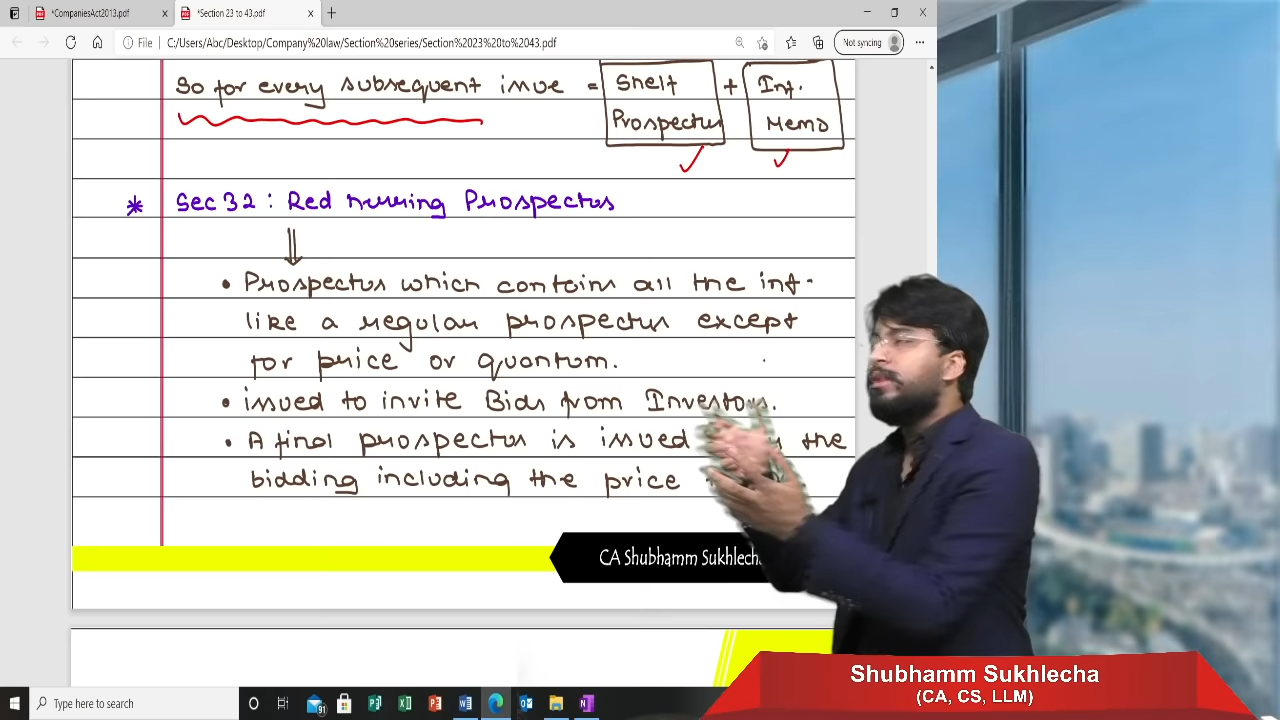 *CompaniesAct2013.pdf
*Section 23 to 43.pdf
File
C:/Users/Abc/Desktop/Company%20law/Section%20series/Section%2023%20to%2043.pdf
Not syncing
So for every subsequent issue = Shelf Prospectus + Inf. Memo
* Sec 32 : Red running Prospectus
• Prospectus which contains all the inf.
like a regular prospectus except
for price or quantum.
• issued to invite Bids from Investors.
• A final prospectus is issued the
bidding including the price
CA Shubhamm Sukhlecha
Shubhamm Sukhlecha
(CA, CS, LLM)
Type here to search
91